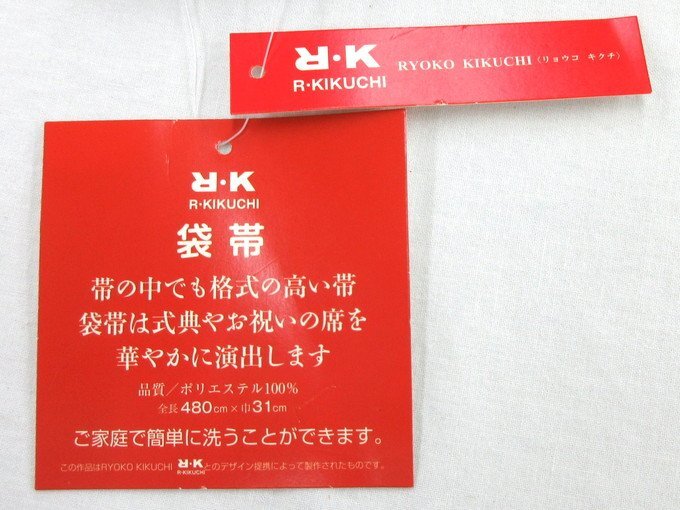 R·K
R·KIKUCHI
RYOKO KIKUCHI (リョウコ キクチ)
R·K
R·KIKUCHI
袋帯
帯の中でも格式の高い帯
袋帯は式典やお祝いの席を
華やかに演出します
品質／ポリエステル100%
全長480cm×巾31cm
ご家庭で簡単に洗うことができます。
この作品はRYOKO KIKUCHI R·K R·KIKUCHI とのデザイン提携によって製作されたものです。